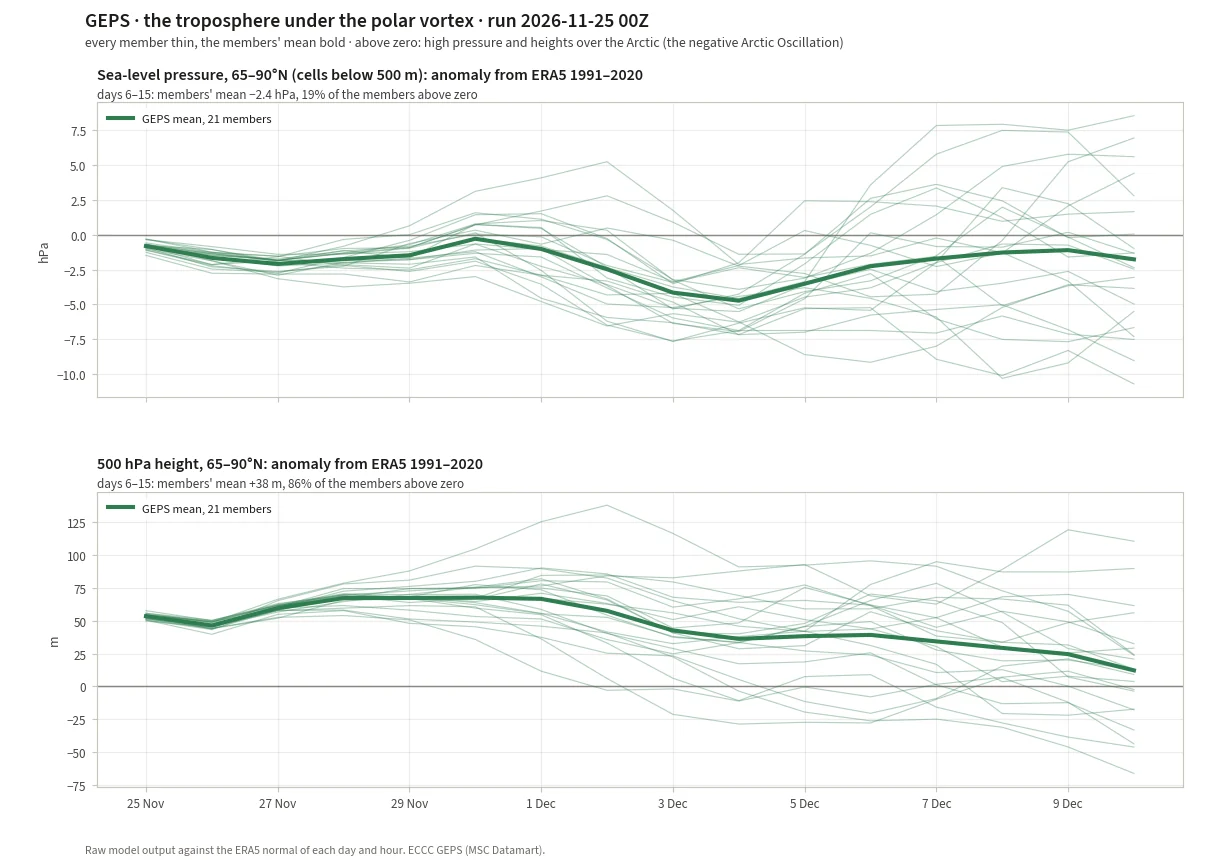 GEPS · the troposphere under the polar vortex · run 2026-11-25 00Z
every member thin, the members' mean bold · above zero: high pressure and heights over the Arctic (the negative Arctic Oscillation)
Sea-level pressure, 65–90°N (cells below 500 m): anomaly from ERA5 1991–2020
days 6–15: members' mean −2.4 hPa, 19% of the members above zero
GEPS mean, 21 members
7.5
5.0
2.5
0.0
−2.5
−5.0
−7.5
−10.0
hPa
500 hPa height, 65–90°N: anomaly from ERA5 1991–2020
days 6–15: members' mean +38 m, 86% of the members above zero
GEPS mean, 21 members
125
100
75
50
25
0
−25
−50
−75
m
25 Nov
27 Nov
29 Nov
1 Dec
3 Dec
5 Dec
7 Dec
9 Dec
Raw model output against the ERA5 normal of each day and hour. ECCC GEPS (MSC Datamart).